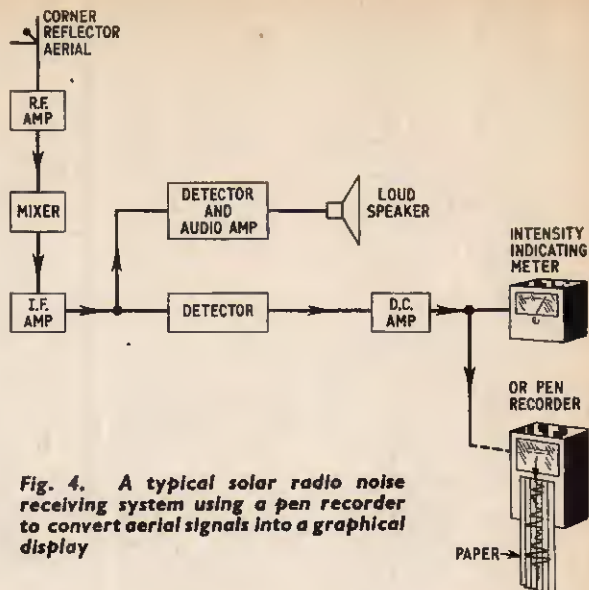 CORNER
REFLECTOR
AERIAL
R.F.
AMP
MIXER
I.F.
AMP
DETECTOR
AND
AUDIO AMP
LOUD
SPEAKER
DETECTOR
D.C.
AMP
INTENSITY
INDICATING
METER
OR PEN
RECORDER
PAPER
Fig. 4. A typical solar radio noise
receiving system using a pen recorder
to convert aerial signals into a graphical
display